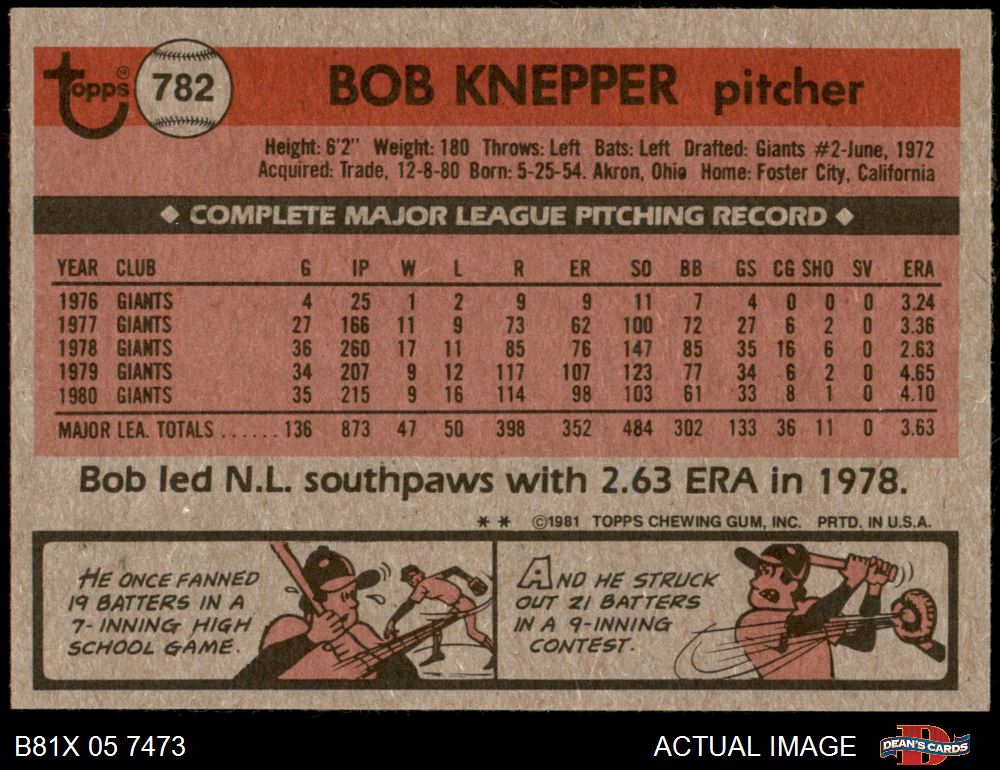 Topps® 782 BOB KNEPPER pitcher
Height: 6'2" Weight: 180 Throws: Left Bats: Left Drafted: Giants #2-June, 1972
Acquired: Trade, 12-8-80 Born: 5-25-54. Akron, Ohio Home: Foster City, California
◆ COMPLETE MAJOR LEAGUE PITCHING RECORD ◆
YEAR CLUB G IP W L R ER SO BB GS CG SHO SV ERA
1976 GIANTS 4 25 1 2 9 9 11 7 4 0 0 0 3.24
1977 GIANTS 27 166 11 9 73 62 100 72 27 6 2 0 3.36
1978 GIANTS 36 260 17 11 85 76 147 85 35 16 6 0 2.63
1979 GIANTS 34 207 9 12 117 107 123 77 34 6 2 0 4.65
1980 GIANTS 35 215 9 16 114 98 103 61 33 8 1 0 4.10
MAJOR LEA. TOTALS ...... 136 873 47 50 398 352 484 302 133 36 11 0 3.63
Bob led N.L. southpaws with 2.63 ERA in 1978.
* * ©1981 TOPPS CHEWING GUM, INC. PRTD. IN U.S.A.
HE ONCE FANNED
19 BATTERS IN A
7-INNING HIGH
SCHOOL GAME.
AND HE STRUCK
OUT 21 BATTERS
IN A 9-INNING
CONTEST.
B81X 05 7473 ACTUAL IMAGE D DEAN'S CARDS